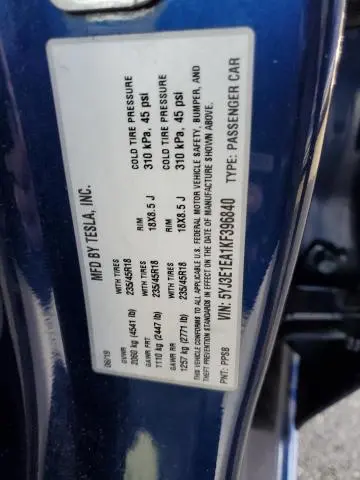 MFD BY TESLA, INC.
06/19
GVWR
2060 kg (4541 lb)
GAWR FRT WITH TIRES RIM COLD TIRE PRESSURE
1110 kg (2447 lb) 235/45R18 18X8.5 J 310 kPa, 45 psi
GAWR RR WITH TIRES RIM COLD TIRE PRESSURE
1257 kg (2771 lb) 235/45R18 18X8.5 J 310 kPa, 45 psi
THIS VEHICLE CONFORMS TO ALL APPLICABLE U.S. FEDERAL MOTOR VEHICLE SAFETY, BUMPER, AND
THEFT PREVENTION STANDARDS IN EFFECT ON THE DATE OF MANUFACTURE SHOWN ABOVE.
VIN: 5YJ3E1EA1KF396840 TYPE: PASSENGER CAR
PNT: PPSB